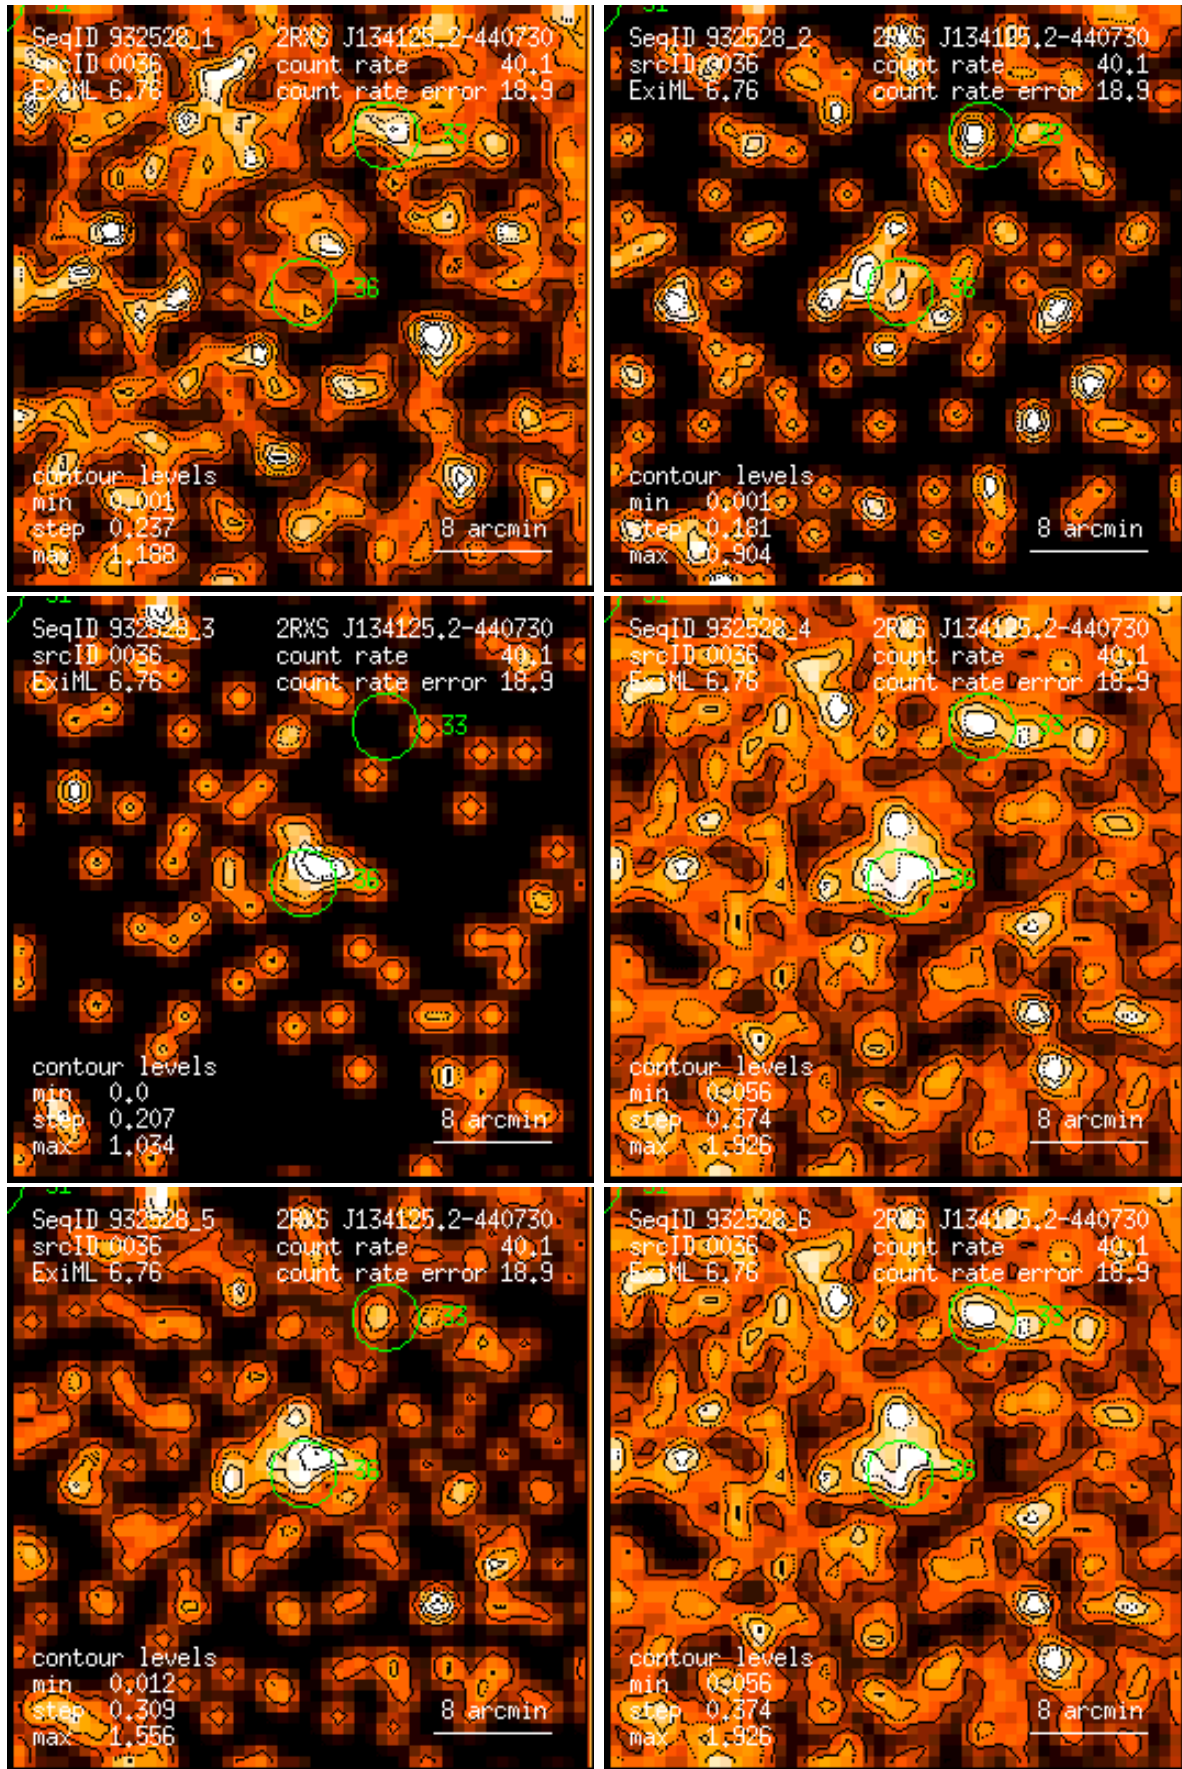 31
SeqID 932528_1 2RXS J134125.2-440730
srcID 0036 count rate 40.1
ExiML 6.76 count rate error 18.9
33
36
contour levels
min 0.001
step 0.237 8 arcmin
max 1.188
31
SeqID 932528_2 2RXS J134125.2-440730
srcID 0036 count rate 40.1
ExiML 6.76 count rate error 18.9
33
36
contour levels
min 0.001
step 0.181 8 arcmin
max 0.904
31
SeqID 932528_3 2RXS J134125.2-440730
srcID 0036 count rate 40.1
ExiML 6.76 count rate error 18.9
33
36
contour levels
min 0.0
step 0.207 8 arcmin
max 1.034
31
SeqID 932528_4 2RXS J134125.2-440730
srcID 0036 count rate 40.1
ExiML 6.76 count rate error 18.9
33
36
contour levels
min 0.056
step 0.374 8 arcmin
max 1.926
31
SeqID 932528_5 2RXS J134125.2-440730
srcID 0036 count rate 40.1
ExiML 6.76 count rate error 18.9
33
36
contour levels
min 0.012
step 0.309 8 arcmin
max 1.556
31
SeqID 932528_6 2RXS J134125.2-440730
srcID 0036 count rate 40.1
ExiML 6.76 count rate error 18.9
33
36
contour levels
min 0.056
step 0.374 8 arcmin
max 1.926